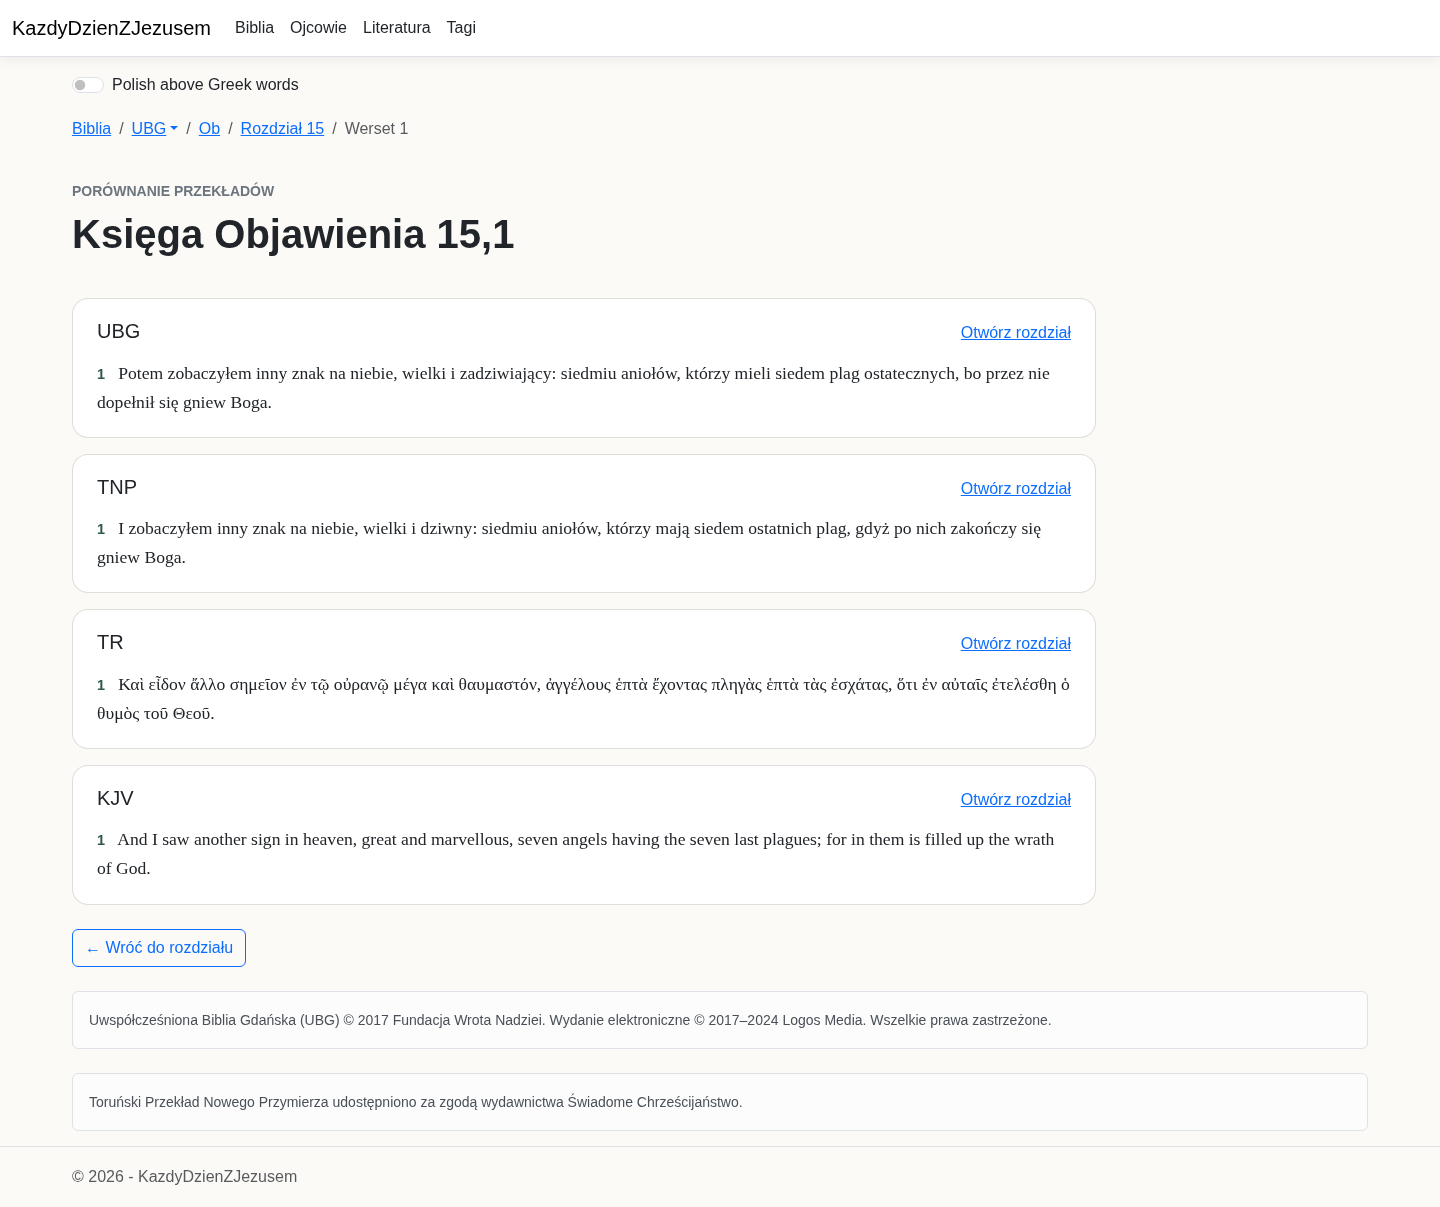 KazdyDzienZJezusem Biblia Ojcowie Literatura Tagi
Polish above Greek words
Biblia / UBG / Ob / Rozdział 15 / Werset 1
PORÓWNANIE PRZEKŁADÓW
Księga Objawienia 15,1
UBG Otwórz rozdział
1 Potem zobaczyłem inny znak na niebie, wielki i zadziwiający: siedmiu aniołów, którzy mieli siedem plag ostatecznych, bo przez nie
dopełnił się gniew Boga.
TNP Otwórz rozdział
1 I zobaczyłem inny znak na niebie, wielki i dziwny: siedmiu aniołów, którzy mają siedem ostatnich plag, gdyż po nich zakończy się
gniew Boga.
TR Otwórz rozdział
1 Καὶ εἶδον ἄλλο σημεῖον ἐν τῷ οὐρανῷ μέγα καὶ θαυμαστόν, ἀγγέλους ἑπτὰ ἔχοντας πληγὰς ἑπτὰ τὰς ἐσχάτας, ὅτι ἐν αὐταῖς ἐτελέσθη ὁ
θυμὸς τοῦ Θεοῦ.
KJV Otwórz rozdział
1 And I saw another sign in heaven, great and marvellous, seven angels having the seven last plagues; for in them is filled up the wrath
of God.
← Wróć do rozdziału
Uwspółcześniona Biblia Gdańska (UBG) © 2017 Fundacja Wrota Nadziei. Wydanie elektroniczne © 2017–2024 Logos Media. Wszelkie prawa zastrzeżone.
Toruński Przekład Nowego Przymierza udostępniono za zgodą wydawnictwa Świadome Chrześcijaństwo.
© 2026 - KazdyDzienZJezusem